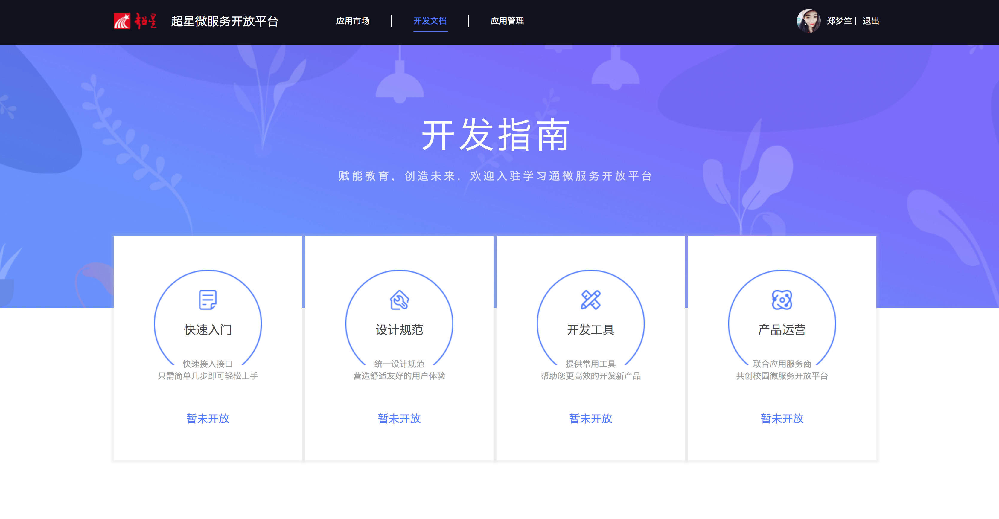 超星
超星微服务开放平台
应用市场
开发文档
应用管理
郑梦竺 | 退出
开发指南
赋能教育，创造未来，欢迎入驻学习通微服务开放平台
快速入门
快速接入接口
只需简单几步即可轻松上手
暂未开放
设计规范
统一设计规范
营造舒适友好的用户体验
暂未开放
开发工具
提供常用工具
帮助您更高效的开发新产品
暂未开放
产品运营
联合应用服务商
共创校园微服务开放平台
暂未开放